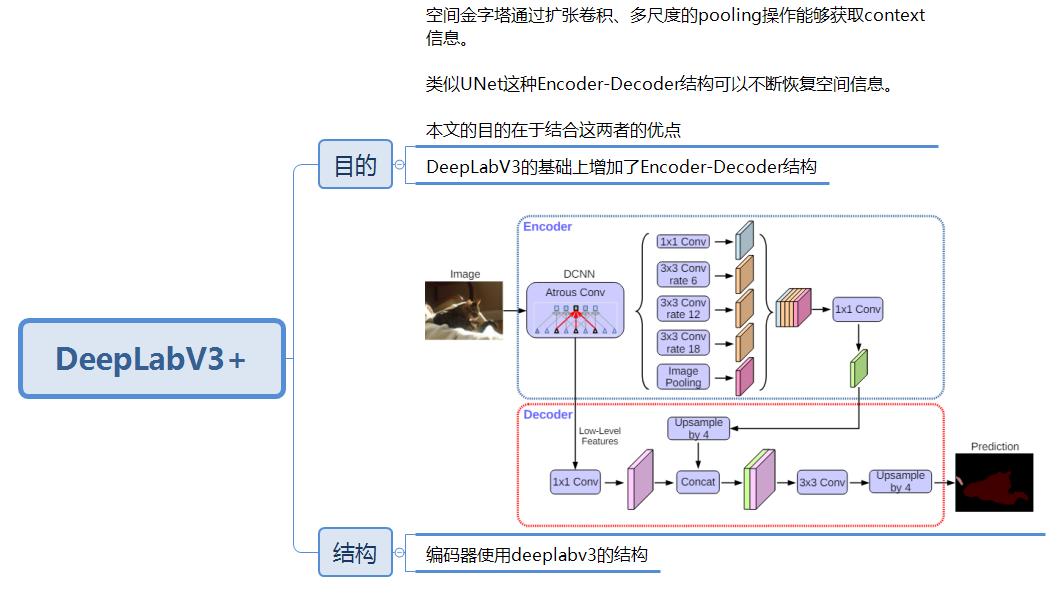 空间金字塔通过扩张卷积、多尺度的pooling操作能够获取context
信息。
类似UNet这种Encoder-Decoder结构可以不断恢复空间信息。
本文的目的在于结合这两者的优点
目的
DeepLabV3的基础上增加了Encoder-Decoder结构
DeepLabV3+
Encoder
Image
DCNN
Atrous Conv
1x1 Conv
3x3 Conv
rate 6
3x3 Conv
rate 12
3x3 Conv
rate 18
Image
Pooling
1x1 Conv
Decoder
Low-Level
Features
Upsample
by 4
1x1 Conv
Concat
3x3 Conv
Upsample
by 4
Prediction
结构
编码器使用deeplabv3的结构